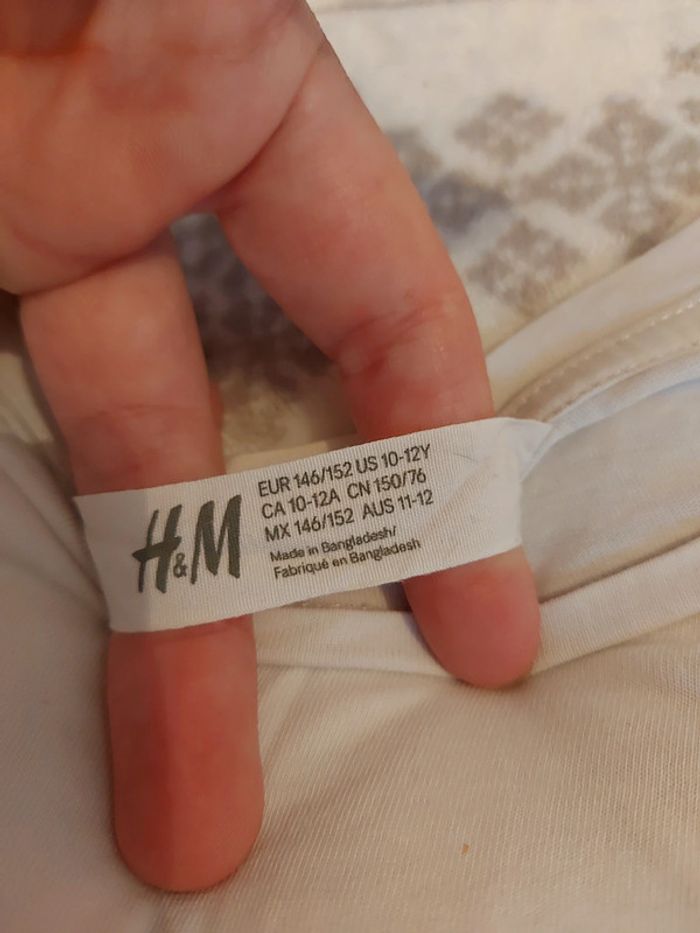 H&M
EUR 146/152 US 10-12Y
CA 10-12A CN 150/76
MX 146/152 AUS 11-12
Made in Bangladesh/
Fabriqué en Bangladesh